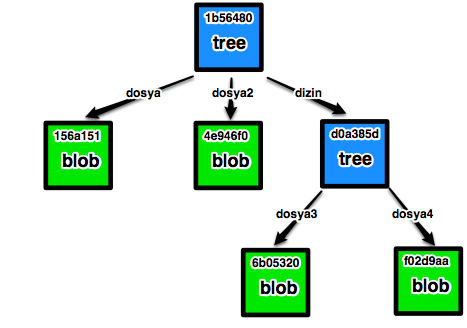 1b56480
tree
dosya
dosya2
dizin
156a151
blob
4e946f0
blob
d0a385d
tree
dosya3
dosya4
6b05320
blob
f02d9aa
blob